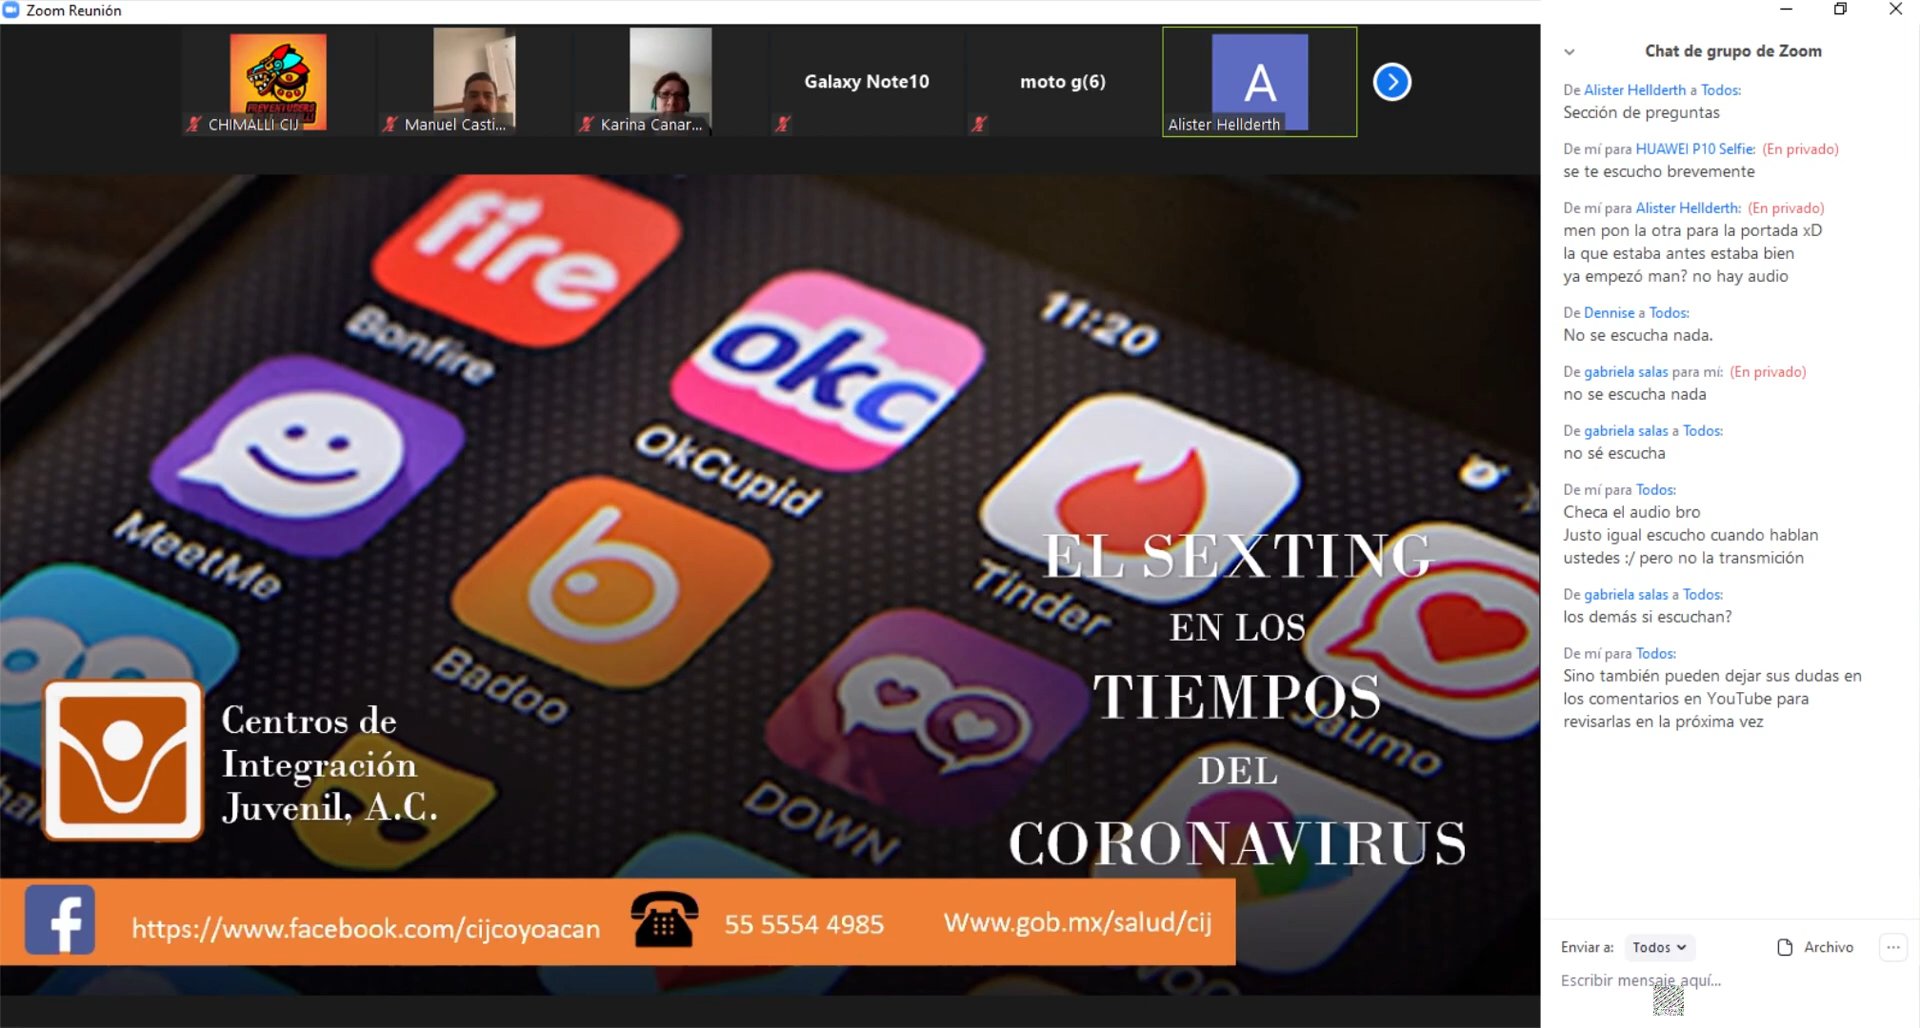 Zoom Reunión
CHIMALLI CIJ
Manuel Casti...
Karina Canar...
Galaxy Note10
moto g(6)
A
Alister Hellderth
fire
Bonfire
okc
OkCupid
11:20
MeetMe
b
Badoo
Tinder
DOWN
Jaumo
EL SEXTING
EN LOS
TIEMPOS
DEL
CORONAVIRUS
Centros de
Integración
Juvenil, A.C.
f
https://www.facebook.com/cijcoyoacan
55 5554 4985
Www.gob.mx/salud/cij
Chat de grupo de Zoom
De Alister Hellderth a Todos:
Sección de preguntas
De mí para HUAWEI P10 Selfie: (En privado)
se te escucho brevemente
De mí para Alister Hellderth: (En privado)
men pon la otra para la portada xD
la que estaba antes estaba bien
ya empezó man? no hay audio
De Dennise a Todos:
No se escucha nada.
De gabriela salas para mí: (En privado)
no se escucha nada
De gabriela salas a Todos:
no sé escucha
De mí para Todos:
Checa el audio bro
Justo igual escucho cuando hablan
ustedes :/ pero no la transmición
De gabriela salas a Todos:
los demás si escuchan?
De mí para Todos:
Sino también pueden dejar sus dudas en
los comentarios en YouTube para
revisarlas en la próxima vez
Enviar a: Todos
Archivo
Escribir mensaje aquí...